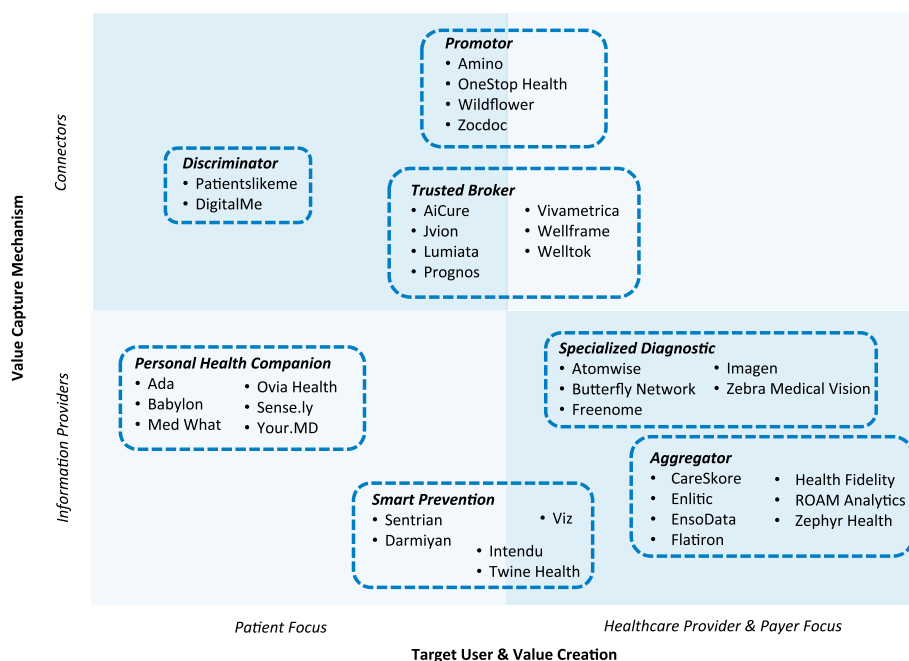 Promotor
• Amino
• OneStop Health
• Wildflower
• Zocdoc
Connectors
Discriminator
• Patientslikeme
• DigitalMe
Trusted Broker
• AiCure
• Jvion
• Lumiata
• Prognos
• Vivametrica
• Wellframe
• Welltok
Value Capture Mechanism
Information Providers
Personal Health Companion
• Ada
• Babylon
• Med What
• Ovia Health
• Sense.ly
• Your.MD
Specialized Diagnostic
• Atomwise
• Butterfly Network
• Freenome
• Imagen
• Zebra Medical Vision
Aggregator
• CareSkore
• Enlitic
• EnsoData
• Flatiron
• Health Fidelity
• ROAM Analytics
• Zephyr Health
Smart Prevention
• Sentrian
• Darmiyan
• Viz
• Intendu
• Twine Health
Patient Focus
Healthcare Provider & Payer Focus
Target User & Value Creation